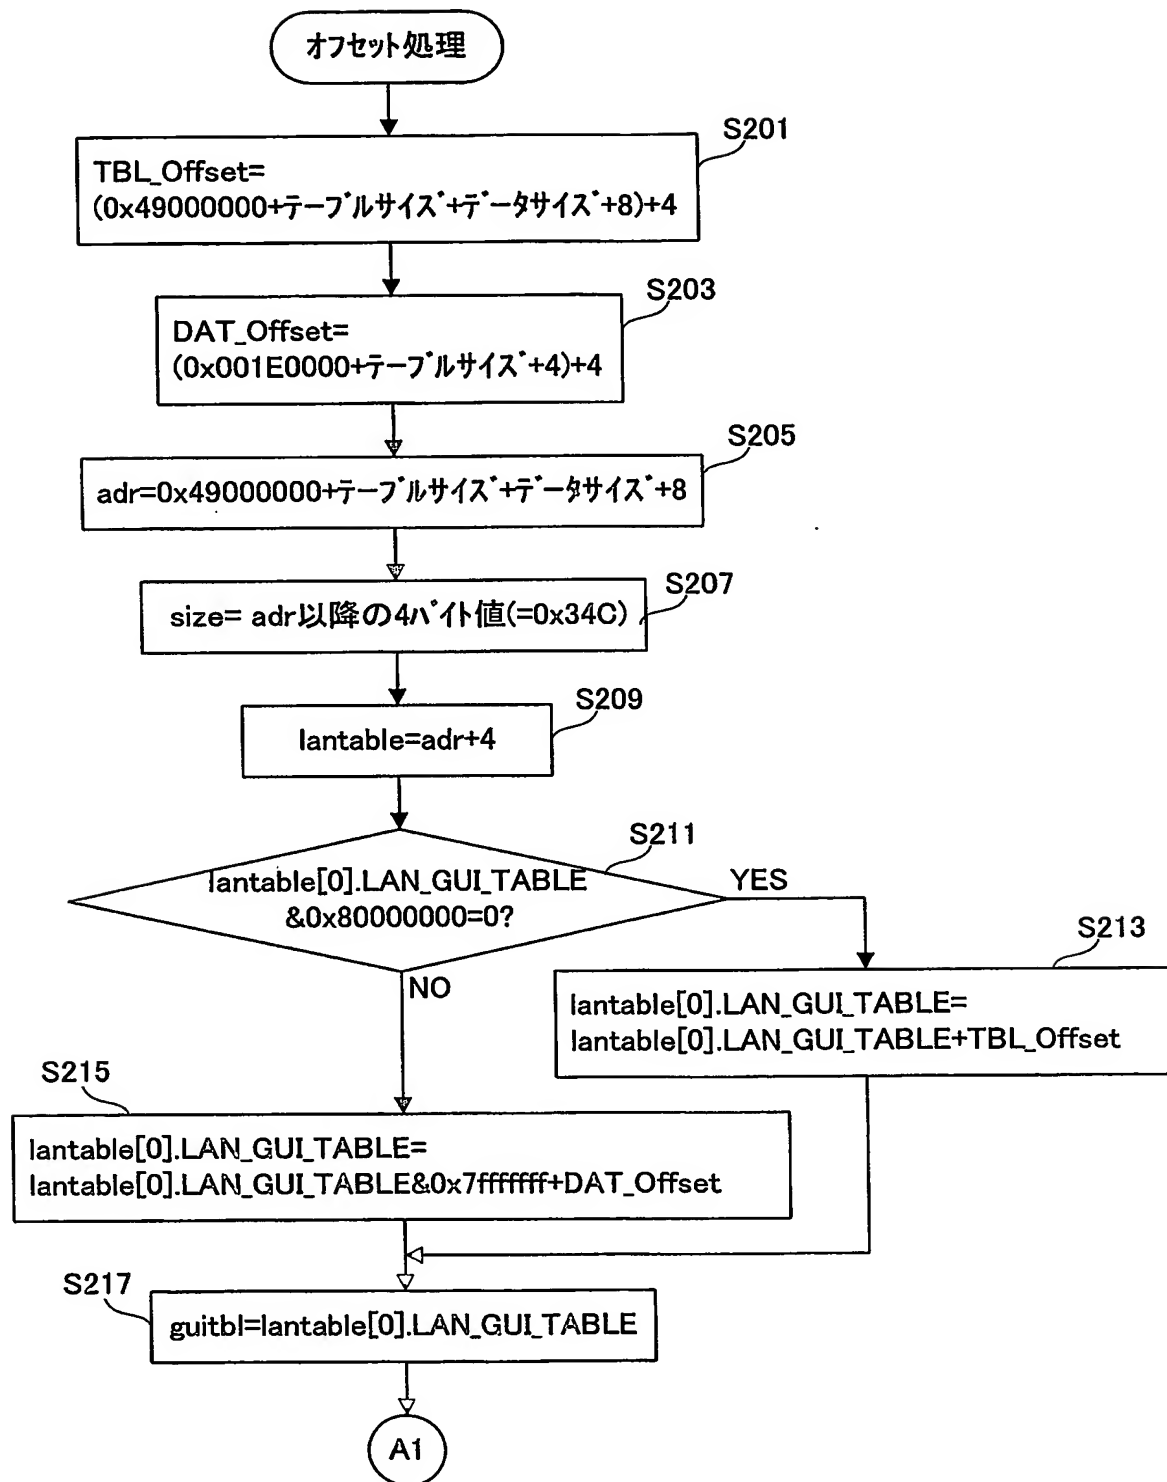 オフセット処理
S201
TBL_Offset=
(0x49000000+テーブルサイズ+データサイズ+8)+4
S203
DAT_Offset=
(0x001E0000+テーブルサイズ+4)+4
S205
adr=0x49000000+テーブルサイズ+データサイズ+8
S207
size= adr以降の4バイト値(=0x34C)
S209
lantable=adr+4
S211
lantable[0].LAN_GUI_TABLE
&0x80000000=0?
YES
NO
S213
lantable[0].LAN_GUI_TABLE=
lantable[0].LAN_GUI_TABLE+TBL_Offset
S215
lantable[0].LAN_GUI_TABLE=
lantable[0].LAN_GUI_TABLE&0x7fffffff+DAT_Offset
S217
guitbl=lantable[0].LAN_GUI_TABLE
A1